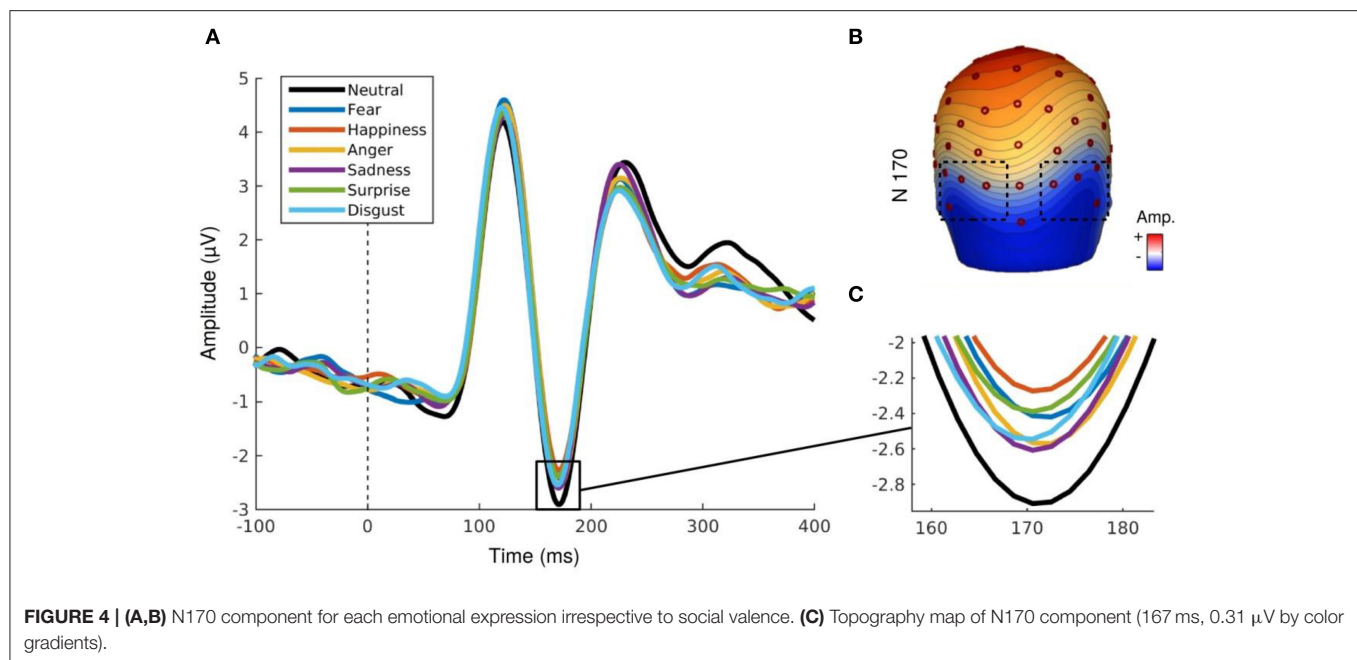 A
5
4
3
2
1
0
-1
-2
-3
-100
0
100
200
300
400
Amplitude (µV)
Time (ms)
Neutral
Fear
Happiness
Anger
Sadness
Surprise
Disgust
B
N 170
Amp.
+
-
C
-2
-2.2
-2.4
-2.6
-2.8
160
170
180
FIGURE 4 | (A,B) N170 component for each emotional expression irrespective to social valence. (C) Topography map of N170 component (167 ms, 0.31 µV by color
gradients).